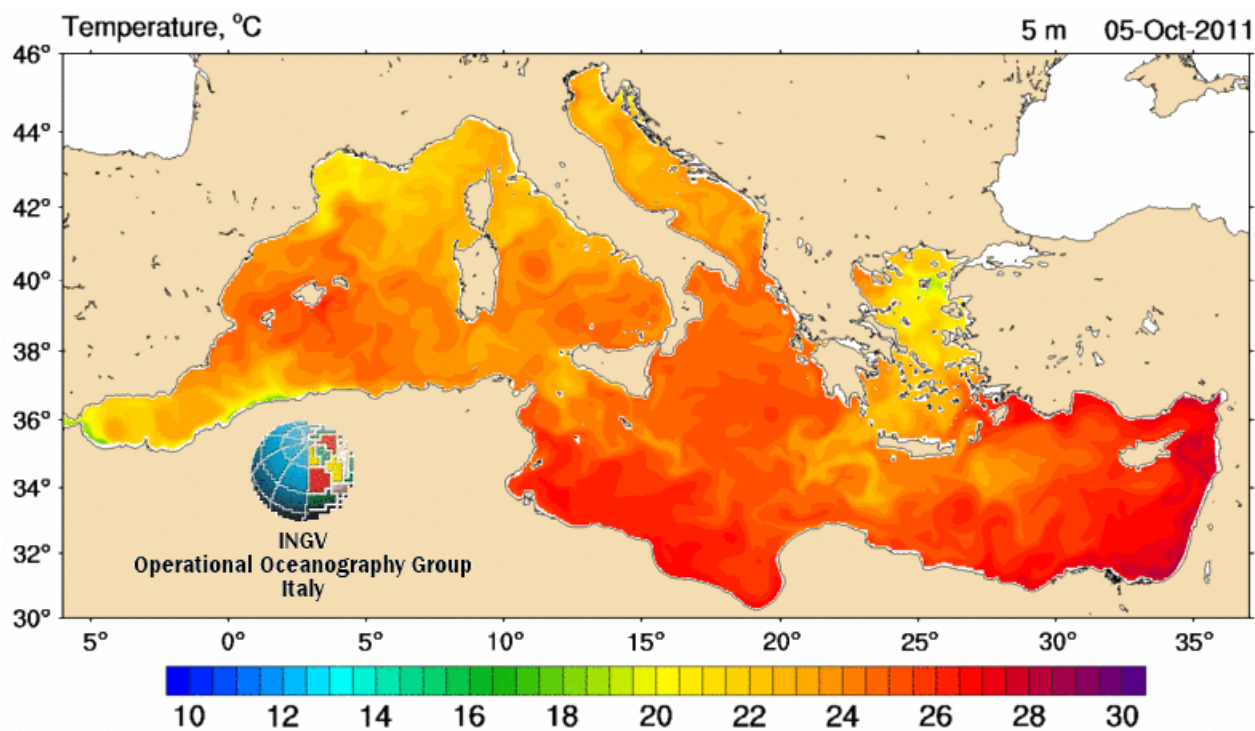 Temperature, °C 5 m 05-Oct-2011
46°
44°
42°
40°
38°
36°
34°
32°
30°
5° 0° 5° 10° 15° 20° 25° 30° 35°
INGV
Operational Oceanography Group
Italy
10 12 14 16 18 20 22 24 26 28 30